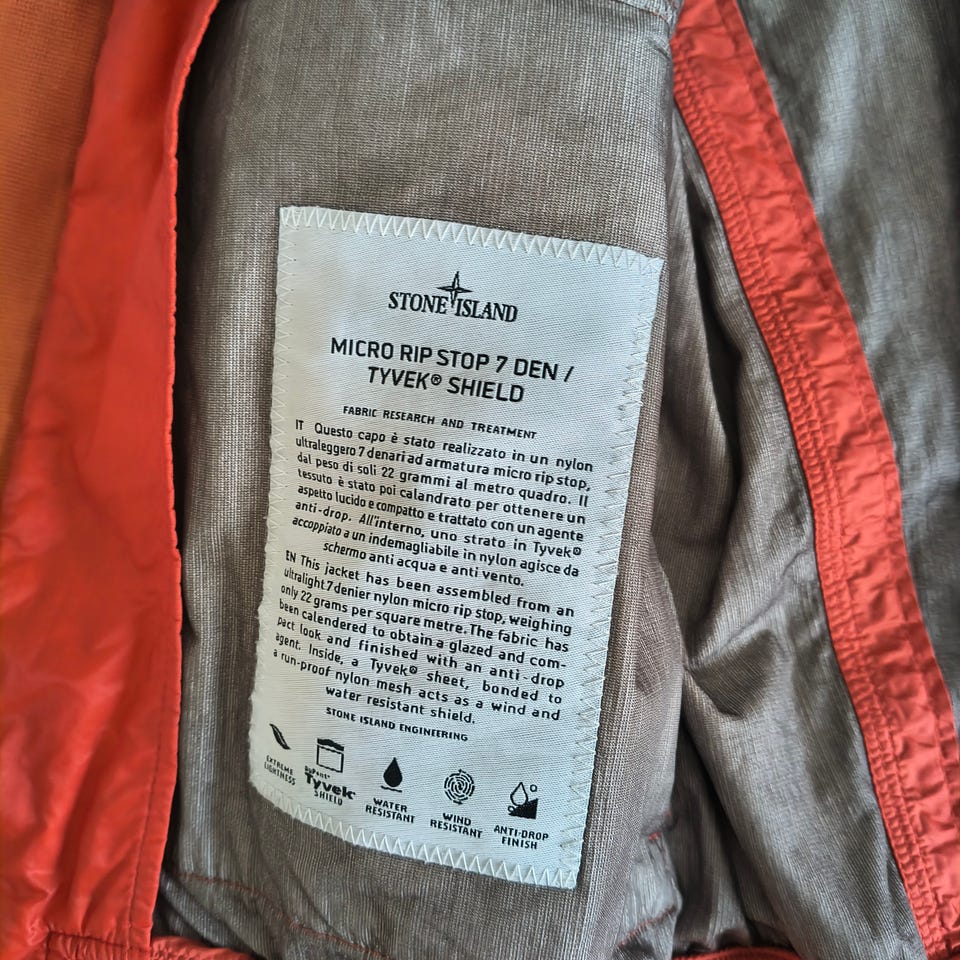 STONE ISLAND
MICRO RIP STOP 7 DEN /
TYVEK® SHIELD
FABRIC RESEARCH AND TREATMENT
IT Questo capo è stato realizzato in un nylon
ultraleggero 7 denari ad armatura micro rip stop,
dal peso di soli 22 grammi al metro quadro. Il
tessuto è stato poi calandrato per ottenere un
aspetto lucido e compatto e trattato con un agente
anti-drop. All'interno, uno strato in Tyvek®
accoppiato a un indemagliabile in nylon agisce da
schermo anti acqua e anti vento.
EN This jacket has been assembled from an
ultralight 7 denier nylon micro rip stop, weighing
only 22 grams per square metre. The fabric has
been calendered to obtain a glazed and com-
pact look and finished with an anti-drop
agent. Inside, a Tyvek® sheet, bonded to
a run-proof nylon mesh acts as a wind and
water resistant shield.
STONE ISLAND ENGINEERING
EXTREME
LIGHTNESS
DuPont™
Tyvek®
SHIELD
WATER
RESISTANT
WIND
RESISTANT
ANTI-DROP
FINISH